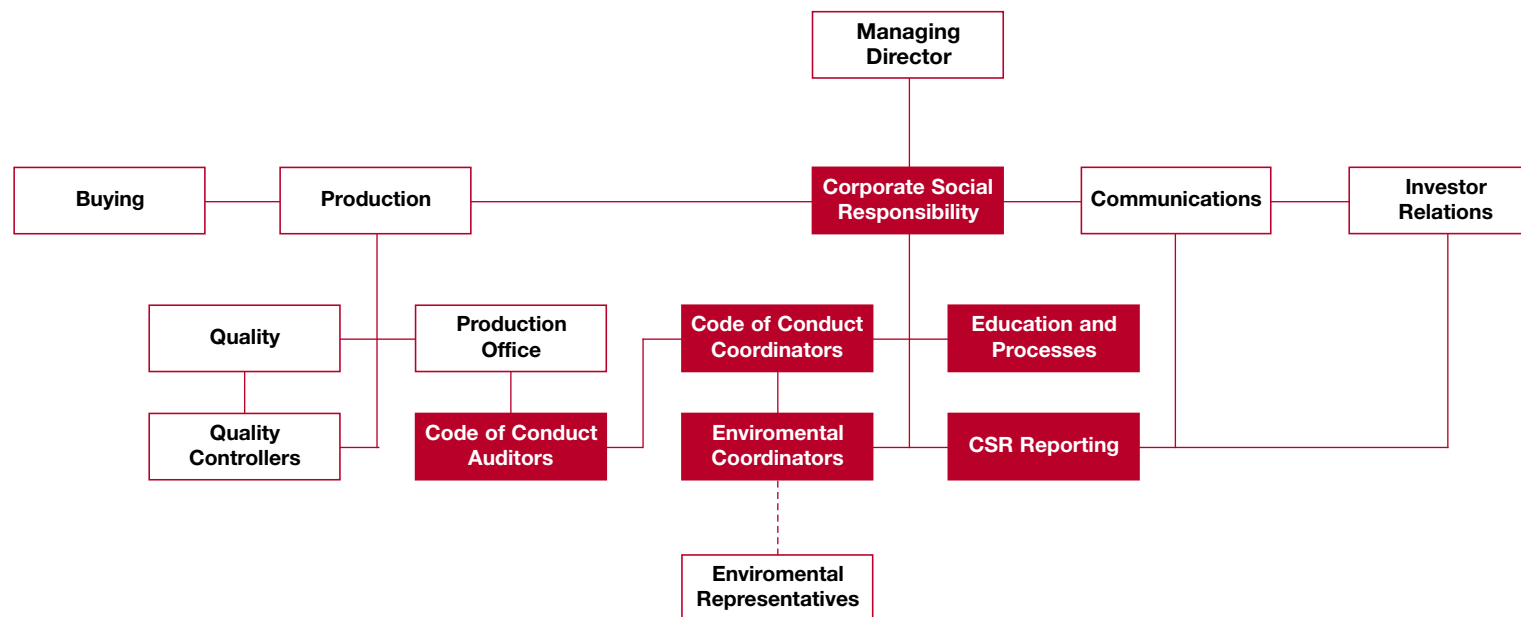 Managing
Director
Buying
Production
Corporate Social
Responsibility
Communications
Investor
Relations
Quality
Production
Office
Code of Conduct
Coordinators
Education and
Processes
Quality
Controllers
Code of Conduct
Auditors
Enviromental
Coordinators
CSR Reporting
Enviromental
Representatives